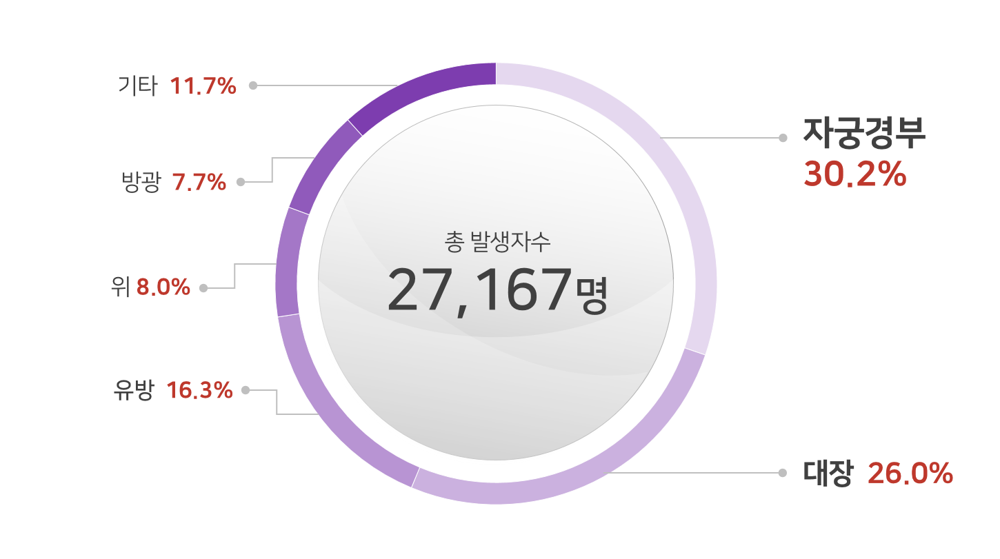 총 발생자수
27,167명
자궁경부
30.2%
대장 26.0%
유방 16.3%
위 8.0%
방광 7.7%
기타 11.7%